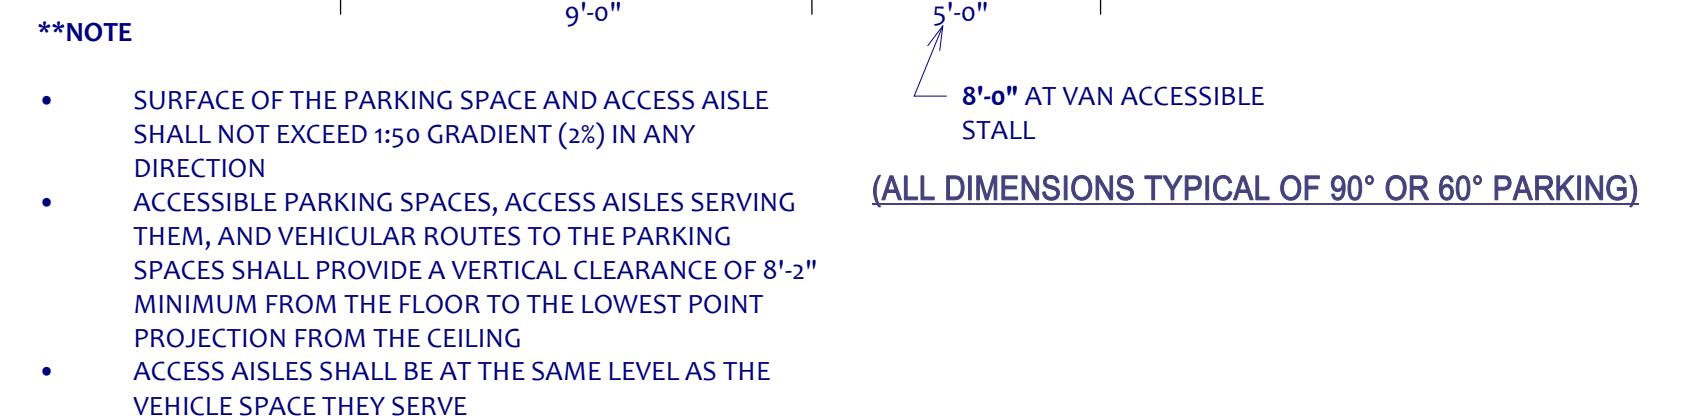 9'-0"
5'-0"
**NOTE
• SURFACE OF THE PARKING SPACE AND ACCESS AISLE
SHALL NOT EXCEED 1:50 GRADIENT (2%) IN ANY
DIRECTION
• ACCESSIBLE PARKING SPACES, ACCESS AISLES SERVING
THEM, AND VEHICULAR ROUTES TO THE PARKING
SPACES SHALL PROVIDE A VERTICAL CLEARANCE OF 8'-2"
MINIMUM FROM THE FLOOR TO THE LOWEST POINT
PROJECTION FROM THE CEILING
• ACCESS AISLES SHALL BE AT THE SAME LEVEL AS THE
VEHICLE SPACE THEY SERVE
8'-0" AT VAN ACCESSIBLE
STALL
(ALL DIMENSIONS TYPICAL OF 90° OR 60° PARKING)